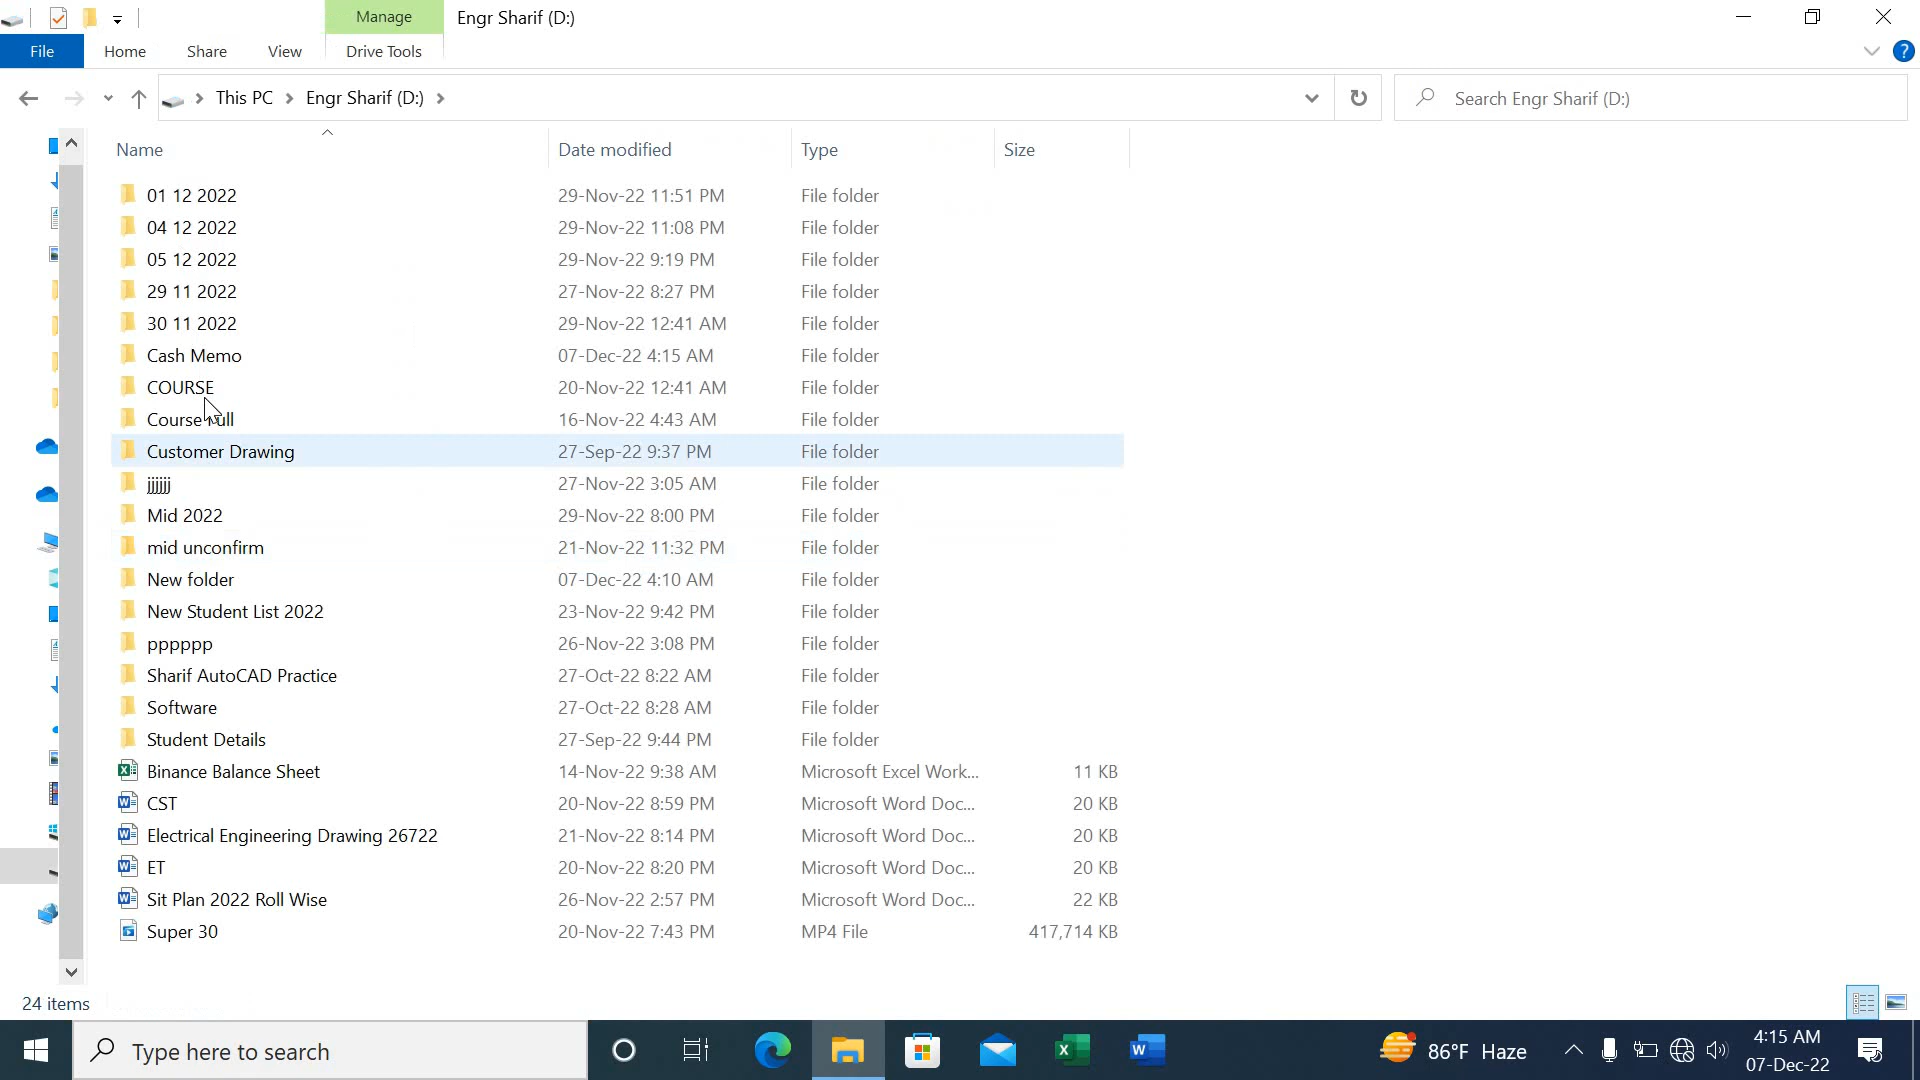 Manage
Engr Sharif (D:)
File
Home
Share
View
Drive Tools
This PC
Engr Sharif (D:)
Search Engr Sharif (D:)
Name
Date modified
Type
Size
01 12 2022 29-Nov-22 11:51 PM File folder
04 12 2022 29-Nov-22 11:08 PM File folder
05 12 2022 29-Nov-22 9:19 PM File folder
29 11 2022 27-Nov-22 8:27 PM File folder
30 11 2022 29-Nov-22 12:41 AM File folder
Cash Memo 07-Dec-22 4:15 AM File folder
COURSE 20-Nov-22 12:41 AM File folder
Course 16-Nov-22 4:43 AM File folder
Customer Drawing 27-Sep-22 9:37 PM File folder
jjjjjj 27-Nov-22 3:05 AM File folder
Mid 2022 29-Nov-22 8:00 PM File folder
mid unconfirm 21-Nov-22 11:32 PM File folder
New folder 07-Dec-22 4:10 AM File folder
New Student List 2022 23-Nov-22 9:42 PM File folder
pppppp 26-Nov-22 3:08 PM File folder
Sharif AutoCAD Practice 27-Oct-22 8:22 AM File folder
Software 27-Oct-22 8:28 AM File folder
Student Details 27-Sep-22 9:44 PM File folder
Binance Balance Sheet 14-Nov-22 9:38 AM Microsoft Excel Work... 11 KB
CST 20-Nov-22 8:59 PM Microsoft Word Doc... 20 KB
Electrical Engineering Drawing 26722 21-Nov-22 8:14 PM Microsoft Word Doc... 20 KB
ET 20-Nov-22 8:20 PM Microsoft Word Doc... 20 KB
Sit Plan 2022 Roll Wise 26-Nov-22 2:57 PM Microsoft Word Doc... 22 KB
Super 30 20-Nov-22 7:43 PM MP4 File 417,714 KB
24 items
Type here to search
86°F Haze
4:15 AM
07-Dec-22